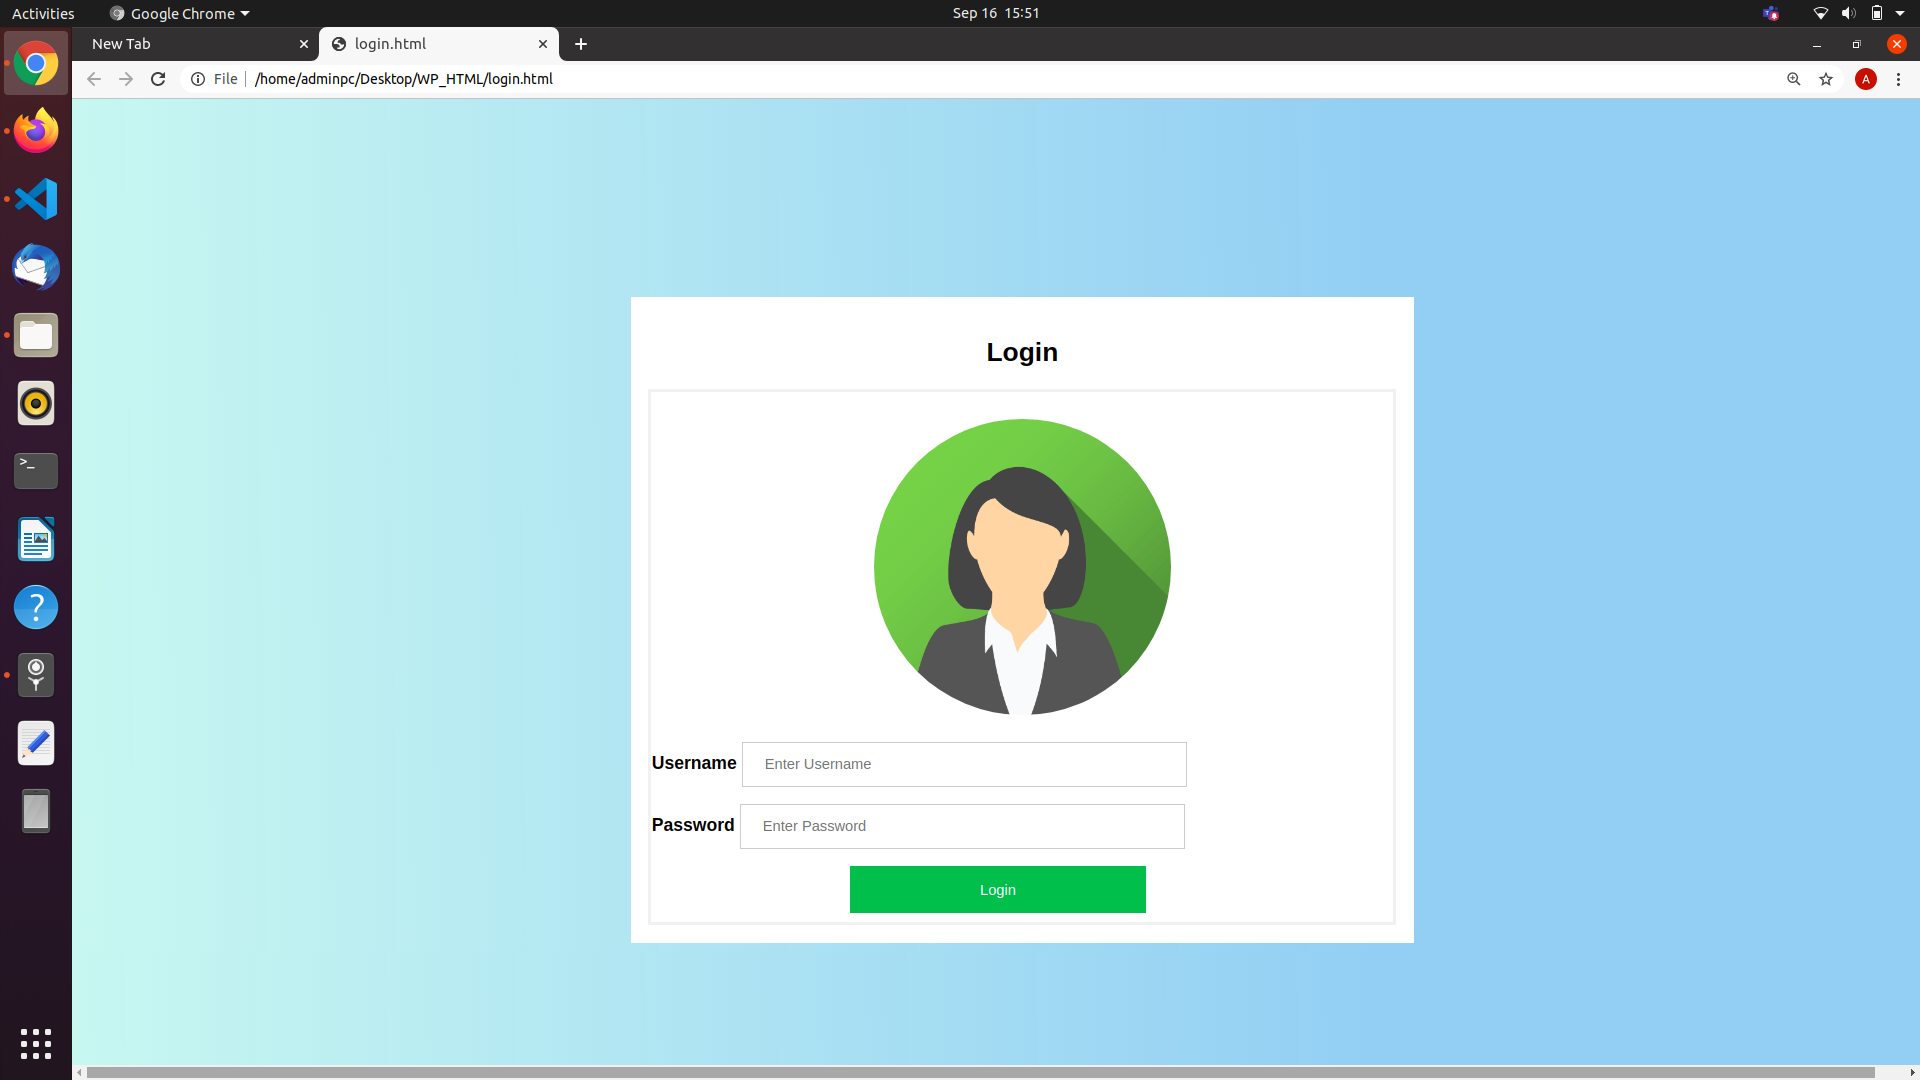 Activities
Google Chrome
Sep 16 15:51
New Tab
login.html
File
/home/adminpc/Desktop/WP_HTML/login.html
A
>_
?
Login
Username
Enter Username
Password
Enter Password
Login